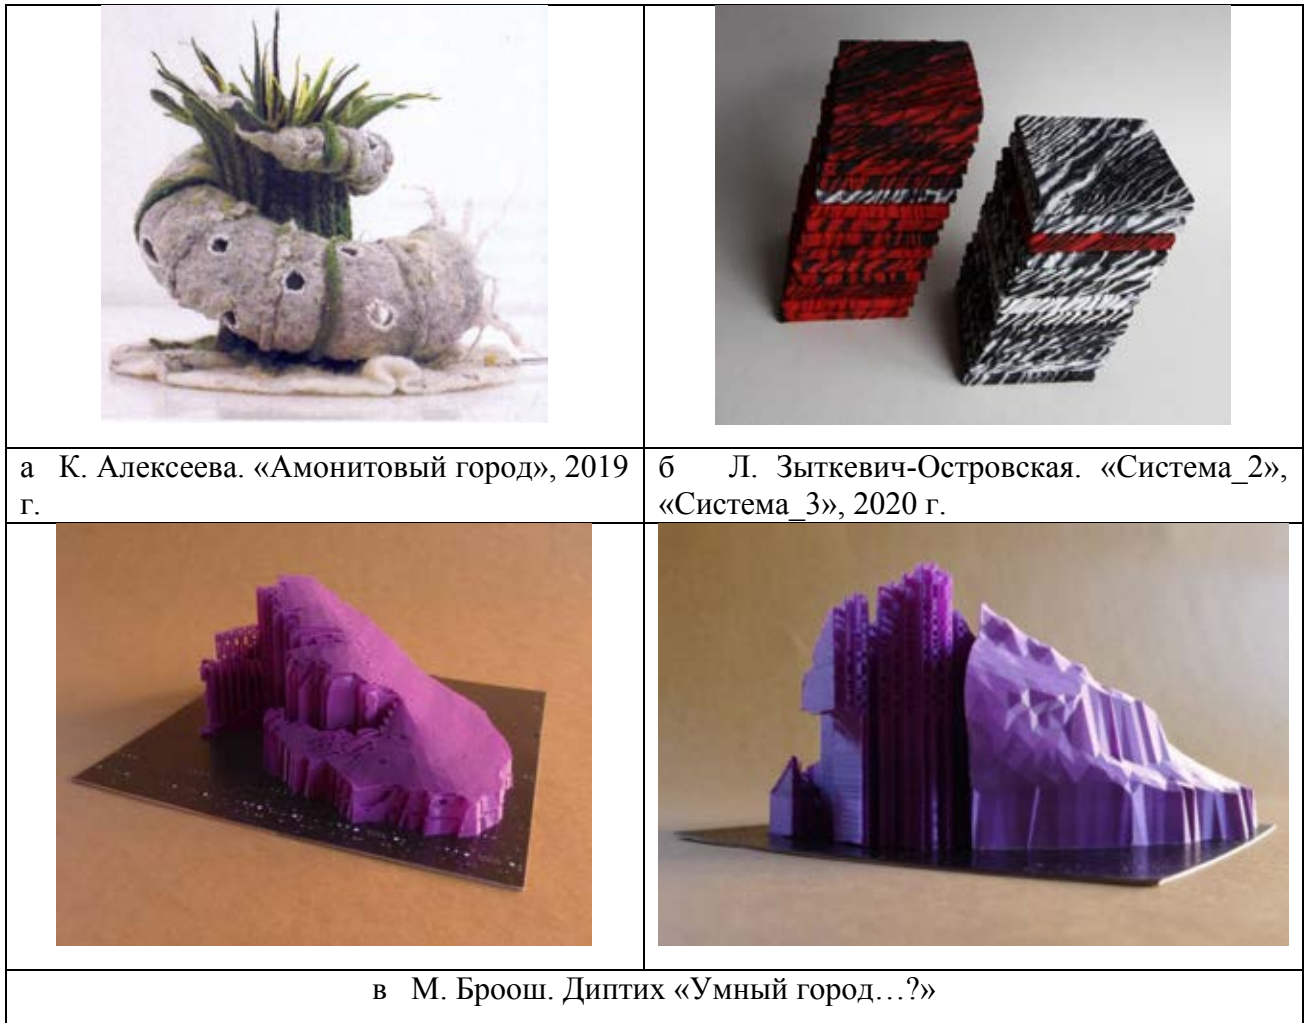 а К. Алексеева. «Амонитовый город», 2019
г.
б Л. Зыткевич-Островская. «Система_2»,
«Система_3», 2020 г.
в М.Броош. Диптих «Умный город…?»